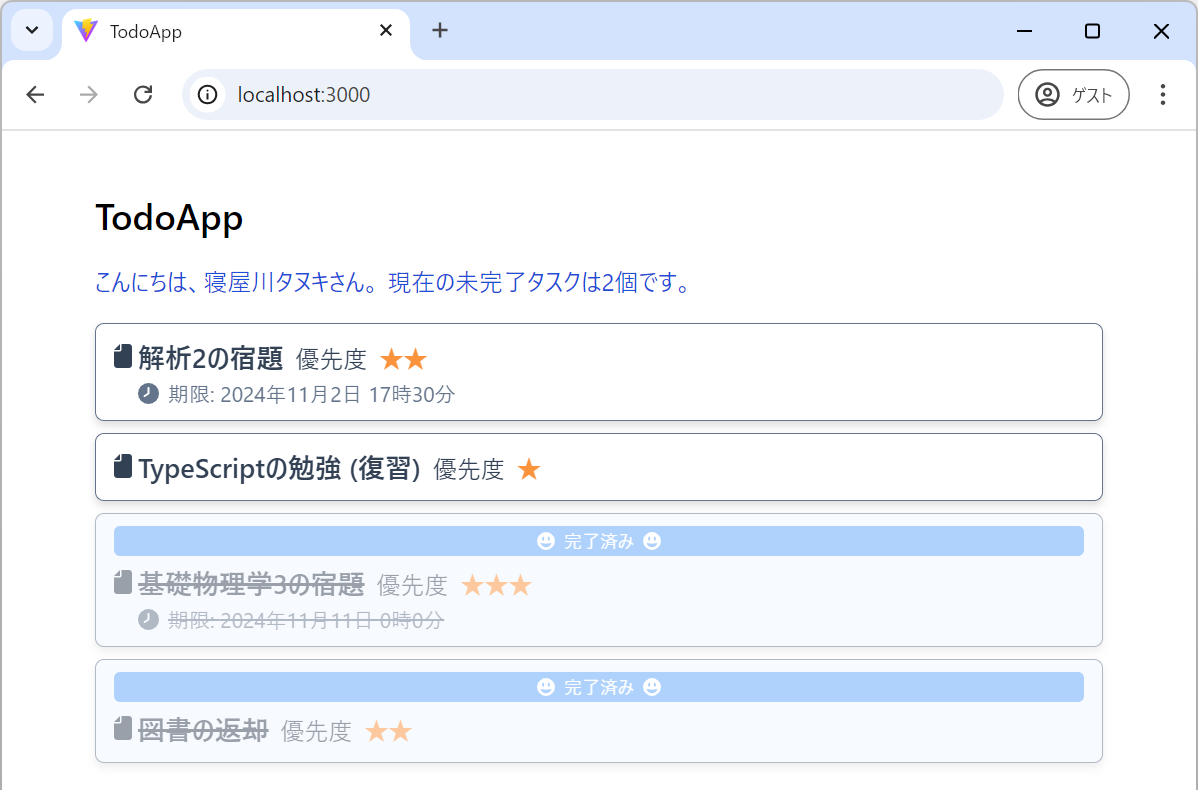 TodoApp
localhost:3000
ゲスト
TodoApp
こんにちは、寝屋川タヌキさん。現在の未完了タスクは2個です。
解析2の宿題 優先度 ★★
期限: 2024年11月2日 17時30分
TypeScriptの勉強 (復習) 優先度 ★
完了済み
基礎物理学3の宿題 優先度 ★★★
期限: 2024年11月11日 0時0分
完了済み
図書の返却 優先度 ★★